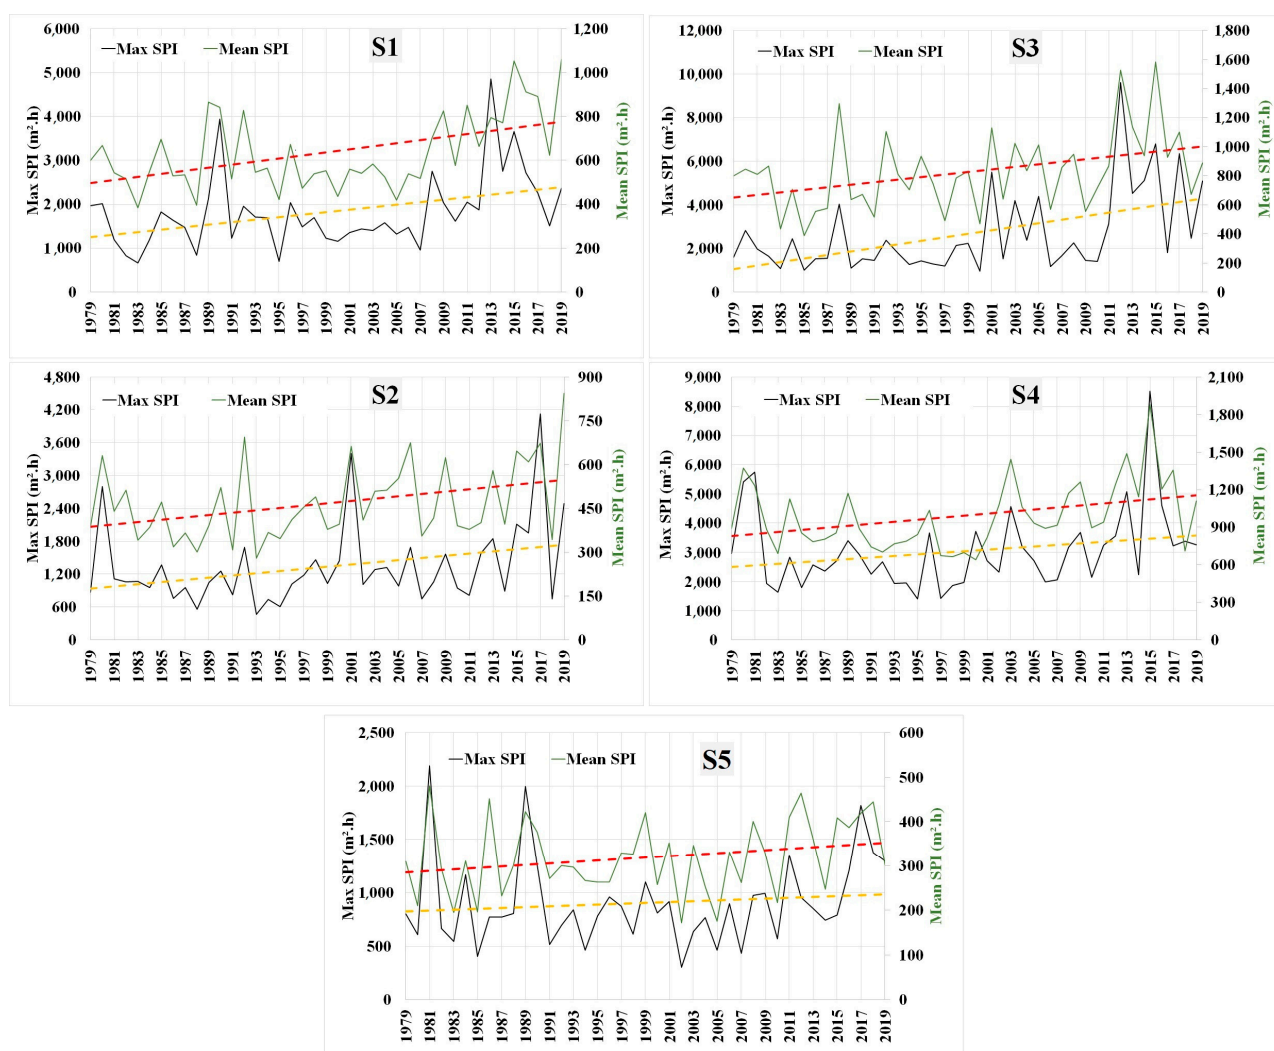 S1
Max SPI
Mean SPI
Max SPI (m².h)
6,000
5,000
4,000
3,000
2,000
1,000
0
1,200
1,000
800
600
400
200
0
Mean SPI (m².h)
1979 1981 1983 1985 1987 1989 1991 1993 1995 1997 1999 2001 2003 2005 2007 2009 2011 2013 2015 2017 2019
S3
Max SPI
Mean SPI
Max SPI (m².h)
12,000
10,000
8,000
6,000
4,000
2,000
0
1,800
1,600
1,400
1,200
1,000
800
600
400
200
0
Mean SPI (m².h)
1979 1981 1983 1985 1987 1989 1991 1993 1995 1997 1999 2001 2003 2005 2007 2009 2011 2013 2015 2017 2019
S2
Max SPI
Mean SPI
Max SPI (m².h)
4,800
4,200
3,600
3,000
2,400
1,800
1,200
600
0
900
750
600
450
300
150
0
Mean SPI (m².h)
1979 1981 1983 1985 1987 1989 1991 1993 1995 1997 1999 2001 2003 2005 2007 2009 2011 2013 2015 2017 2019
S4
Max SPI
Mean SPI
Max SPI (m².h)
9,000
8,000
7,000
6,000
5,000
4,000
3,000
2,000
1,000
0
2,100
1,800
1,500
1,200
900
600
300
0
Mean SPI (m².h)
1979 1981 1983 1985 1987 1989 1991 1993 1995 1997 1999 2001 2003 2005 2007 2009 2011 2013 2015 2017 2019
S5
Max SPI
Mean SPI
Max SPI (m².h)
2,500
2,000
1,500
1,000
500
0
600
500
400
300
200
100
0
Mean SPI (m².h)
1979 1981 1983 1985 1987 1989 1991 1993 1995 1997 1999 2001 2003 2005 2007 2009 2011 2013 2015 2017 2019